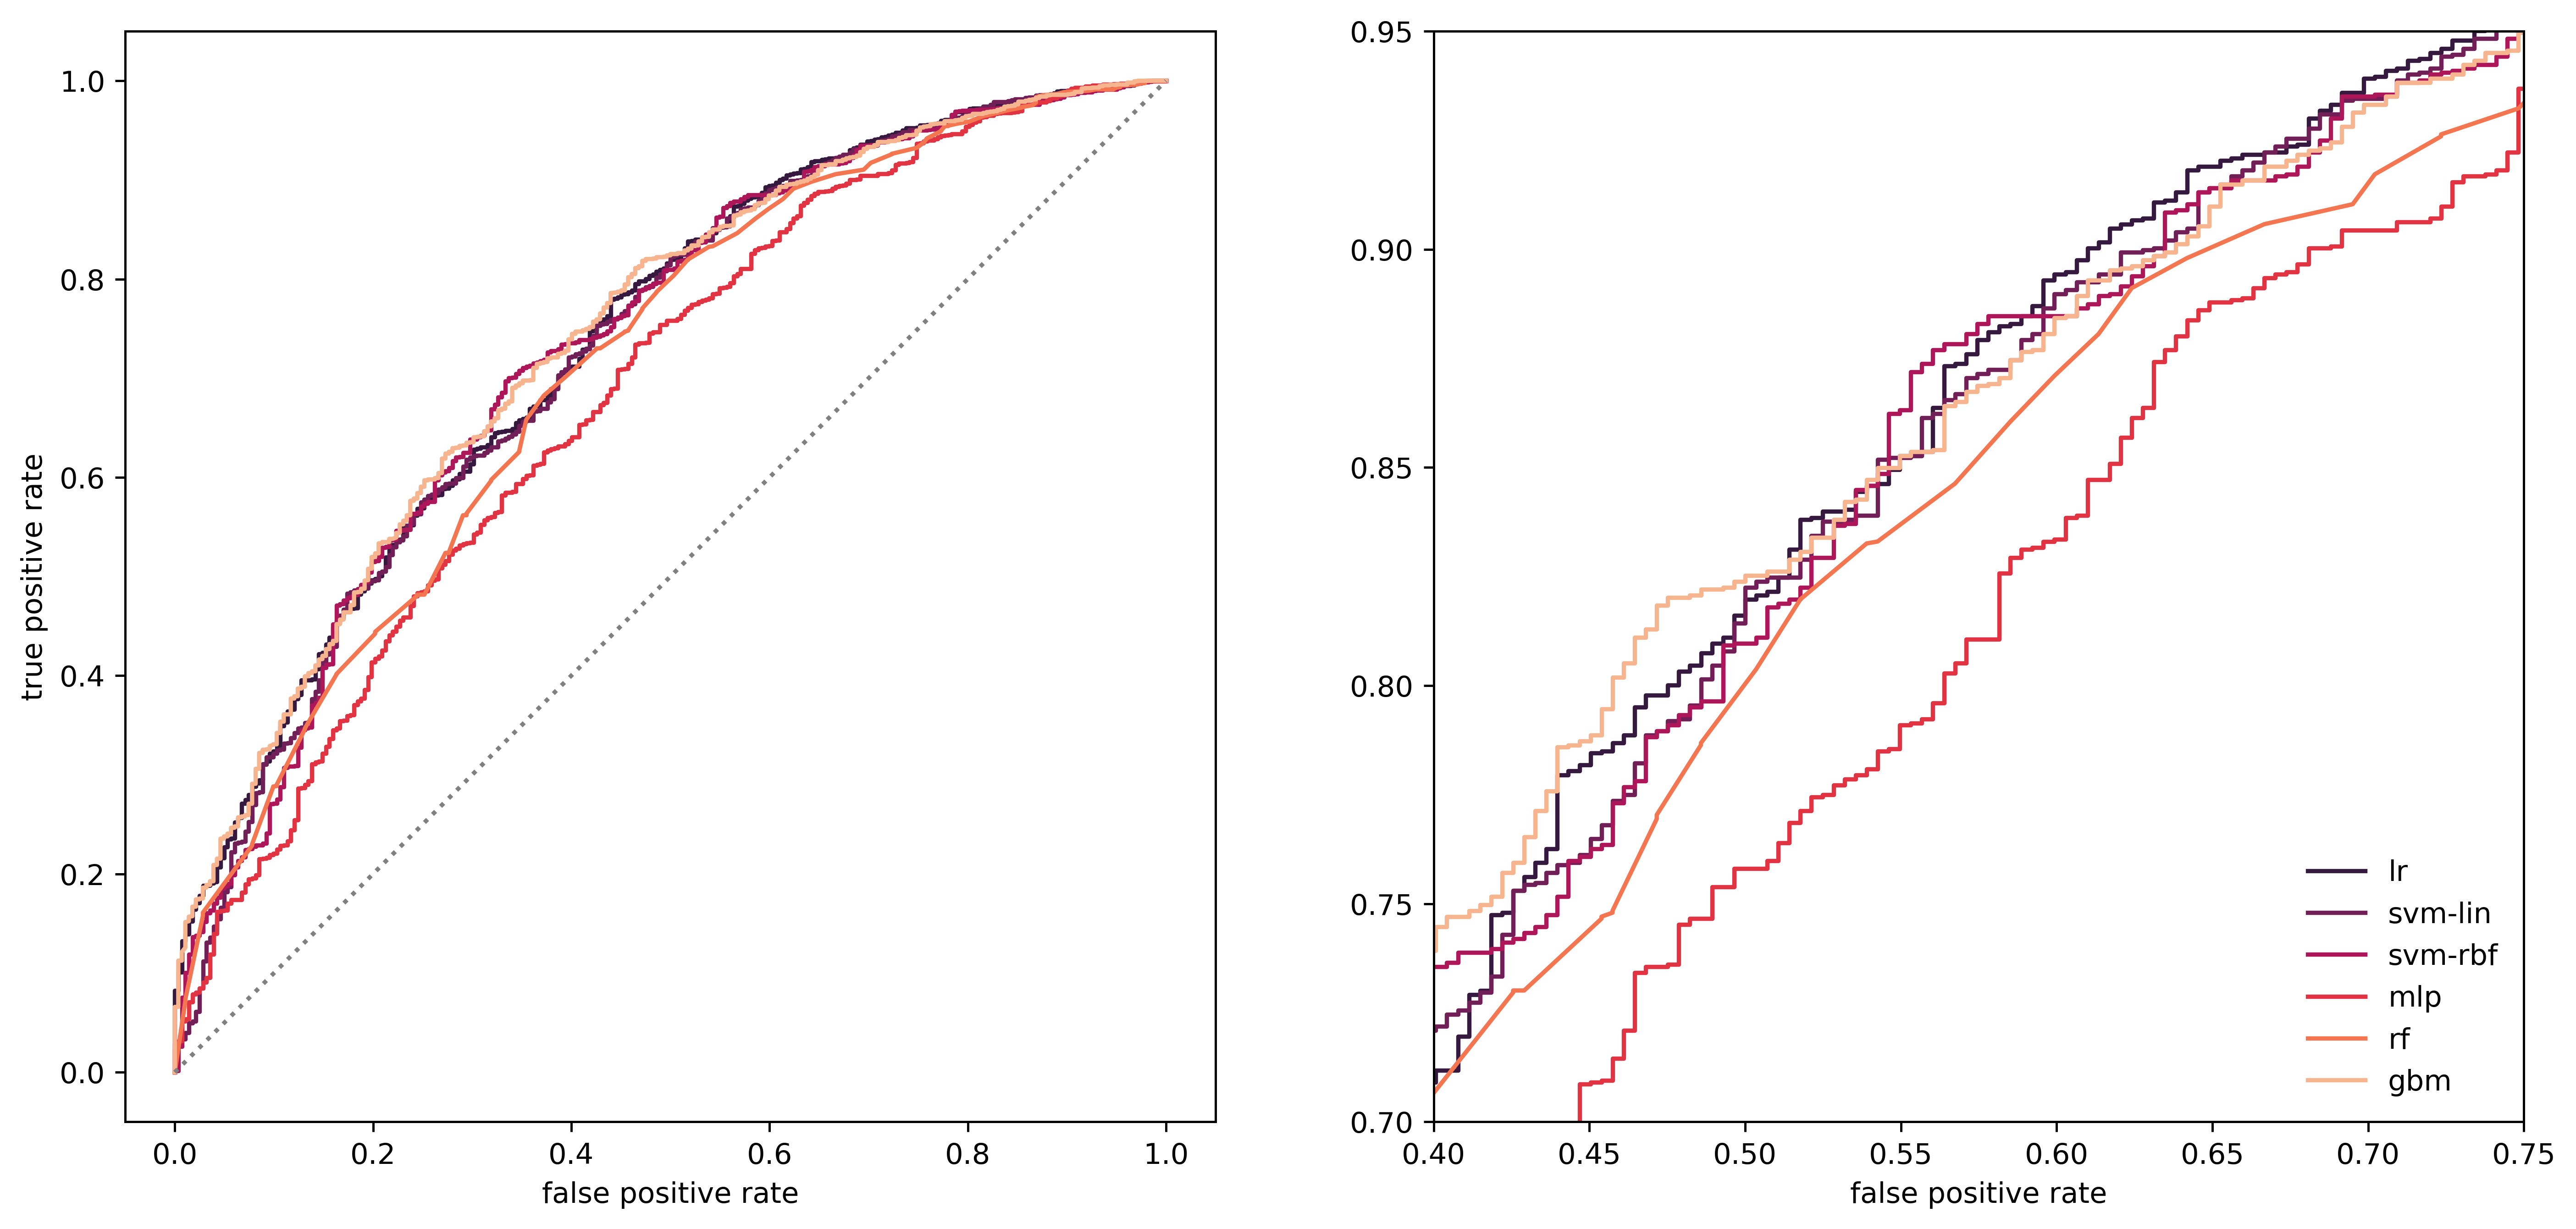 1.0
0.8
0.6
0.4
0.2
0.0
true positive rate
0.0 0.2 0.4 0.6 0.8 1.0
false positive rate
0.95
0.90
0.85
0.80
0.75
0.70
0.40 0.45 0.50 0.55 0.60 0.65 0.70 0.75
false positive rate
lr
svm-lin
svm-rbf
mlp
rf
gbm